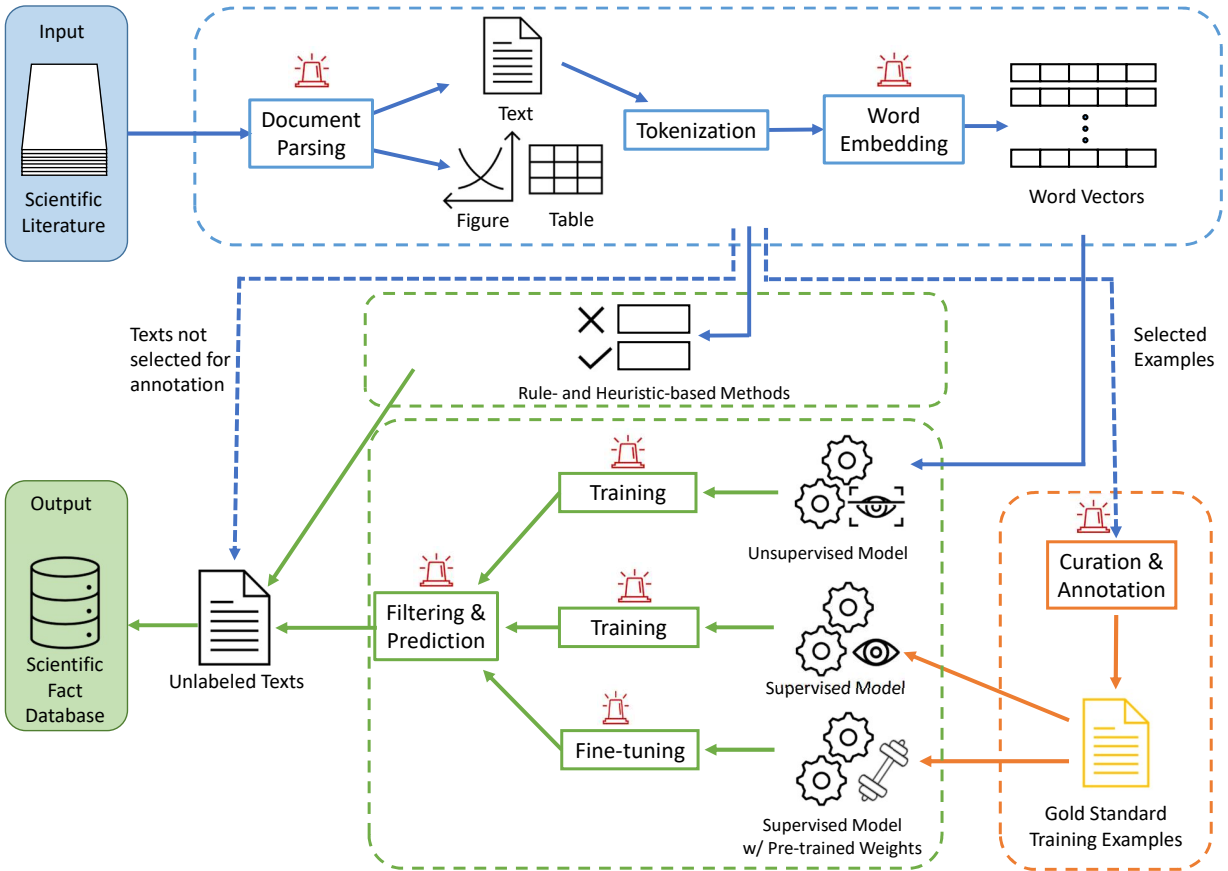 Input
Scientific
Literature
Document
Parsing
Text
Figure
Table
Tokenization
Word
Embedding
Word Vectors
Texts not
selected for
annotation
Rule- and Heuristic-based Methods
Selected
Examples
Output
Scientific
Fact
Database
Unlabeled Texts
Filtering &
Prediction
Training
Training
Fine-tuning
Unsupervised Model
Supervised Model
Supervised Model
w/ Pre-trained Weights
Curation &
Annotation
Gold Standard
Training Examples